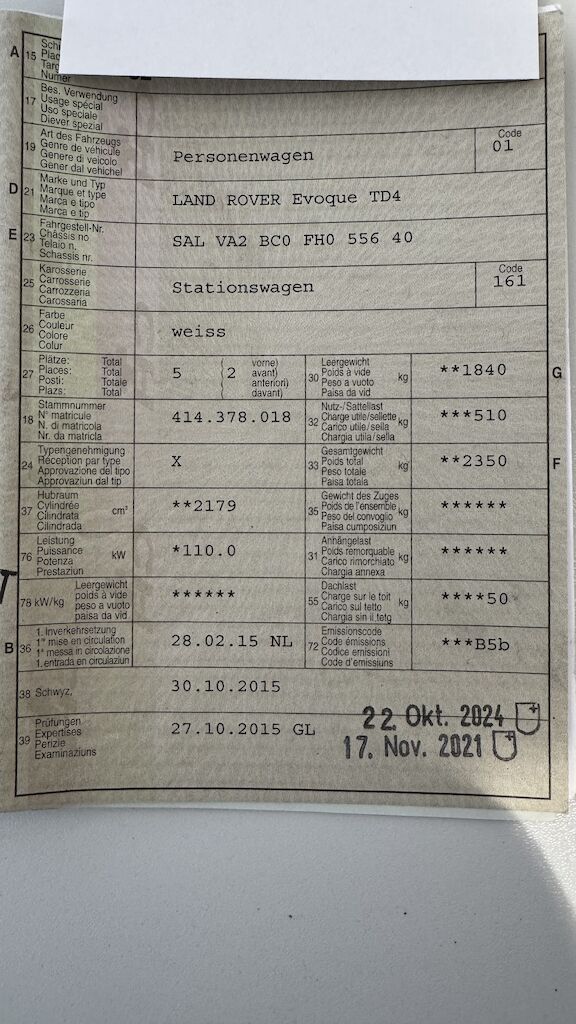 A 15
Numer
17 Bes. Verwendung
Usage spécial
Uso speciale
Diever spezial
19 Art des Fahrzeugs
Genre de véhicule
Genere di veicolo
Gener dal vehichel
Personenwagen
Code
01
D 21 Marke und Typ
Marque et type
Marca e tipo
Marca e tip
LAND ROVER Evoque TD4
E 23 Fahrgestell-Nr.
Châssis no
Telaio n.
Schassis nr.
SAL VA2 BC0 FH0 556 40
25 Karosserie
Carrosserie
Carrozzeria
Carossaria
Stationswagen
Code
161
26 Farbe
Couleur
Colore
Colur
weiss
27 Plätze: Total
Places: Total
Posti: Totale
Plazs: Total
5 ( 2 vorne)
avant)
anteriori)
davant)
30 Leergewicht
Poids à vide
Peso a vuoto
Paisa da vid
kg
**1840
G
18 Stammnummer
N° matricule
N. di matricola
Nr. da matricla
414.378.018
32 Nutz-/Sattellast
Charge utile/sellette
Carico utile/sella
Chargia utila/sella
kg
***510
24 Typengenehmigung
Réception par type
Approvazione del tipo
Approvaziun dal tip
X
33 Gesamtgewicht
Poids total
Peso totale
Paisa totala
kg
**2350
F
37 Hubraum
Cylindrée
Cilindrata
Cilindrada
cm³
**2179
35 Gewicht des Zuges
Poids de l'ensemble
Peso del convoglio
Paisa cumposiziun
kg
******
76 Leistung
Puissance
Potenza
Prestaziun
kW
*110.0
31 Anhängelast
Poids remorquable
Carico rimorchiato
Chargia annexa
kg
******
78 kW/kg Leergewicht
poids à vide
peso a vuoto
paisa da vid
******
55 Dachlast
Charge sur le toit
Carico sul tetto
Chargia sin il tetg
kg
****50
B 36 1. Inverkehrsetzung
1re mise en circulation
1a messa in circolazione
1. entrada en circulaziun
28.02.15 NL
72 Emissionscode
Code émissions
Codice emissioni
Code d'emissiuns
***B5b
38 Schwyz.
30.10.2015
39 Prüfungen
Expertises
Perizie
Examinaziuns
27.10.2015 GL
22 Okt. 2024
17. Nov. 2021